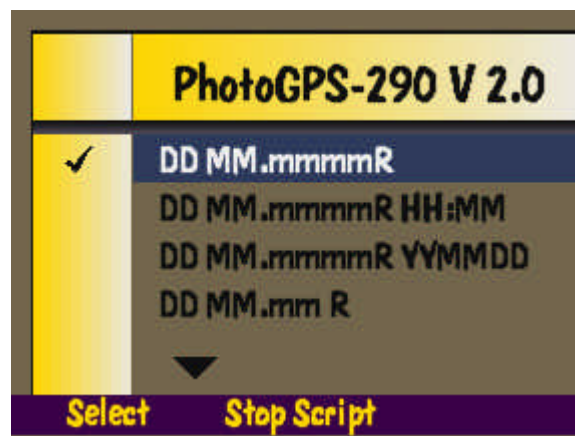 PhotoGPS-290 V 2.0
DD MM.mmmmR
DD MM.mmmmR HH:MM
DD MM.mmmmR YYMMDD
DD MM.mm R
Select Stop Script